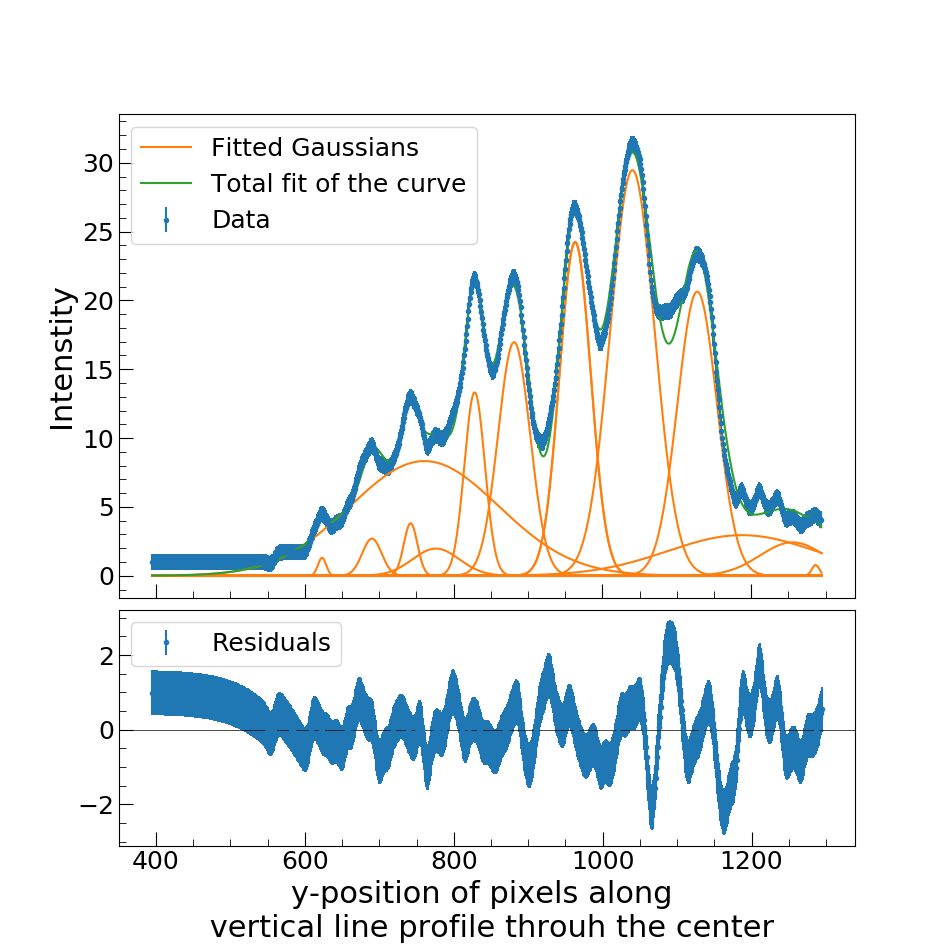 Fitted Gaussians
Total fit of the curve
Data
Intenstity
30
25
20
15
10
5
0
Residuals
2
0
−2
400 600 800 1000 1200
y-position of pixels along
vertical line profile throuh the center